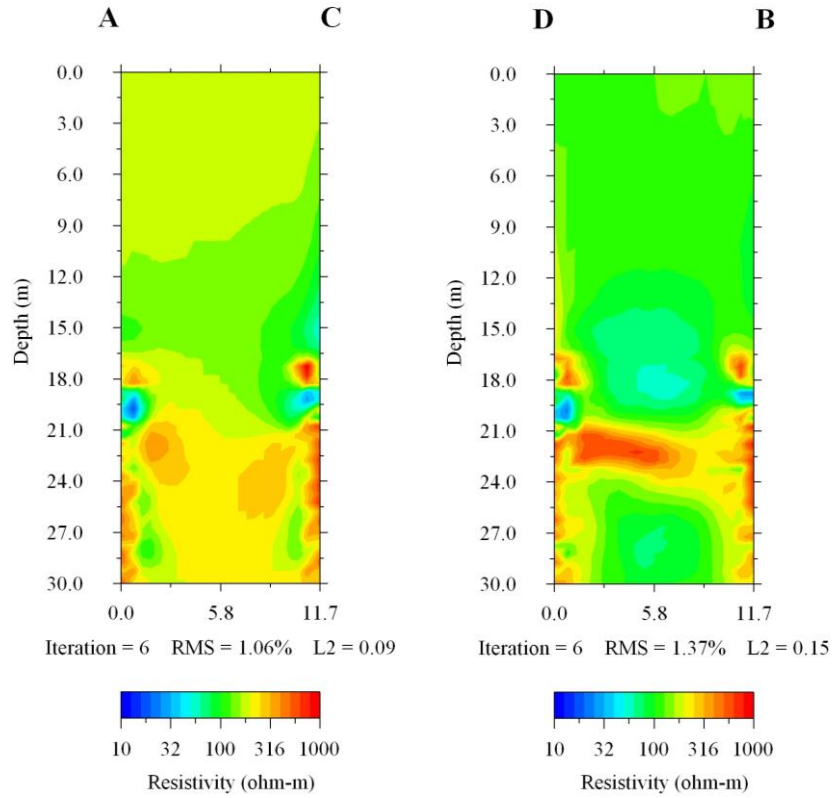 A C
0.0
3.0
6.0
9.0
12.0
15.0
18.0
21.0
24.0
27.0
30.0
Depth (m)
0.0 5.8 11.7
Iteration = 6 RMS = 1.06% L2 = 0.09
10 32 100 316 1000
Resistivity (ohm-m)
D B
0.0
3.0
6.0
9.0
12.0
15.0
18.0
21.0
24.0
27.0
30.0
Depth (m)
0.0 5.8 11.7
Iteration = 6 RMS = 1.37% L2 = 0.15
10 32 100 316 1000
Resistivity (ohm-m)